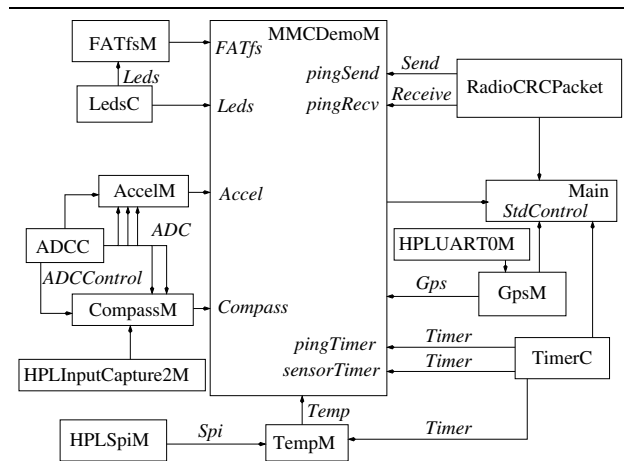 FATfsM
FATfs
MMCDemoM
Leds
LedsC
Leds
pingSend
Send
pingRecv
Receive
RadioCRCPacket
AccelM
Accel
ADC
ADCC
ADCControl
CompassM
Compass
HPLInputCapture2M
Main
StdControl
HPLUART0M
Gps
GpsM
pingTimer
Timer
sensorTimer
Timer
TimerC
Temp
HPLSpiM
Spi
TempM
Timer